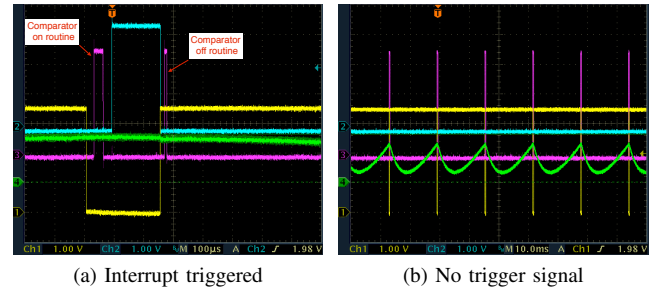 T
T
Comparator
on routine
Comparator
off routine
2
3
4
1
2
3
4
1
Ch1 1.00 V Ch2 1.00 V M 100µs A Ch2 1.98 V
Ch1 1.00 V Ch2 1.00 V M 10.0ms A Ch1 1.98 V
(a) Interrupt triggered
(b) No trigger signal